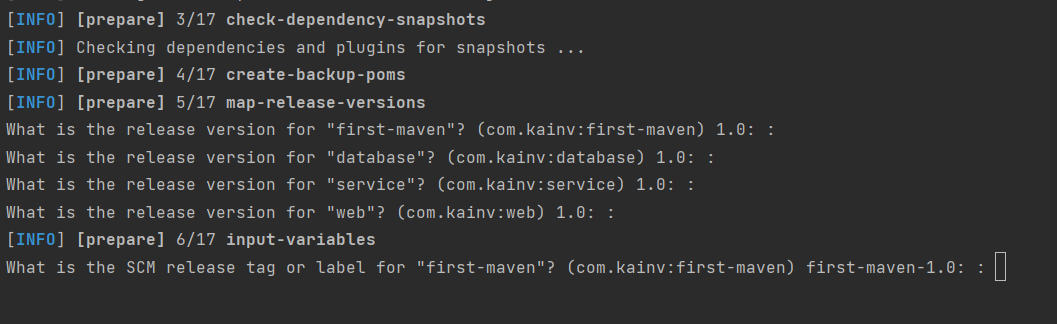 [INFO] [prepare] 3/17 check-dependency-snapshots
[INFO] Checking dependencies and plugins for snapshots ...
[INFO] [prepare] 4/17 create-backup-poms
[INFO] [prepare] 5/17 map-release-versions
What is the release version for "first-maven"? (com.kainv:first-maven) 1.0: :
What is the release version for "database"? (com.kainv:database) 1.0: :
What is the release version for "service"? (com.kainv:service) 1.0: :
What is the release version for "web"? (com.kainv:web) 1.0: :
[INFO] [prepare] 6/17 input-variables
What is the SCM release tag or label for "first-maven"? (com.kainv:first-maven) first-maven-1.0: :